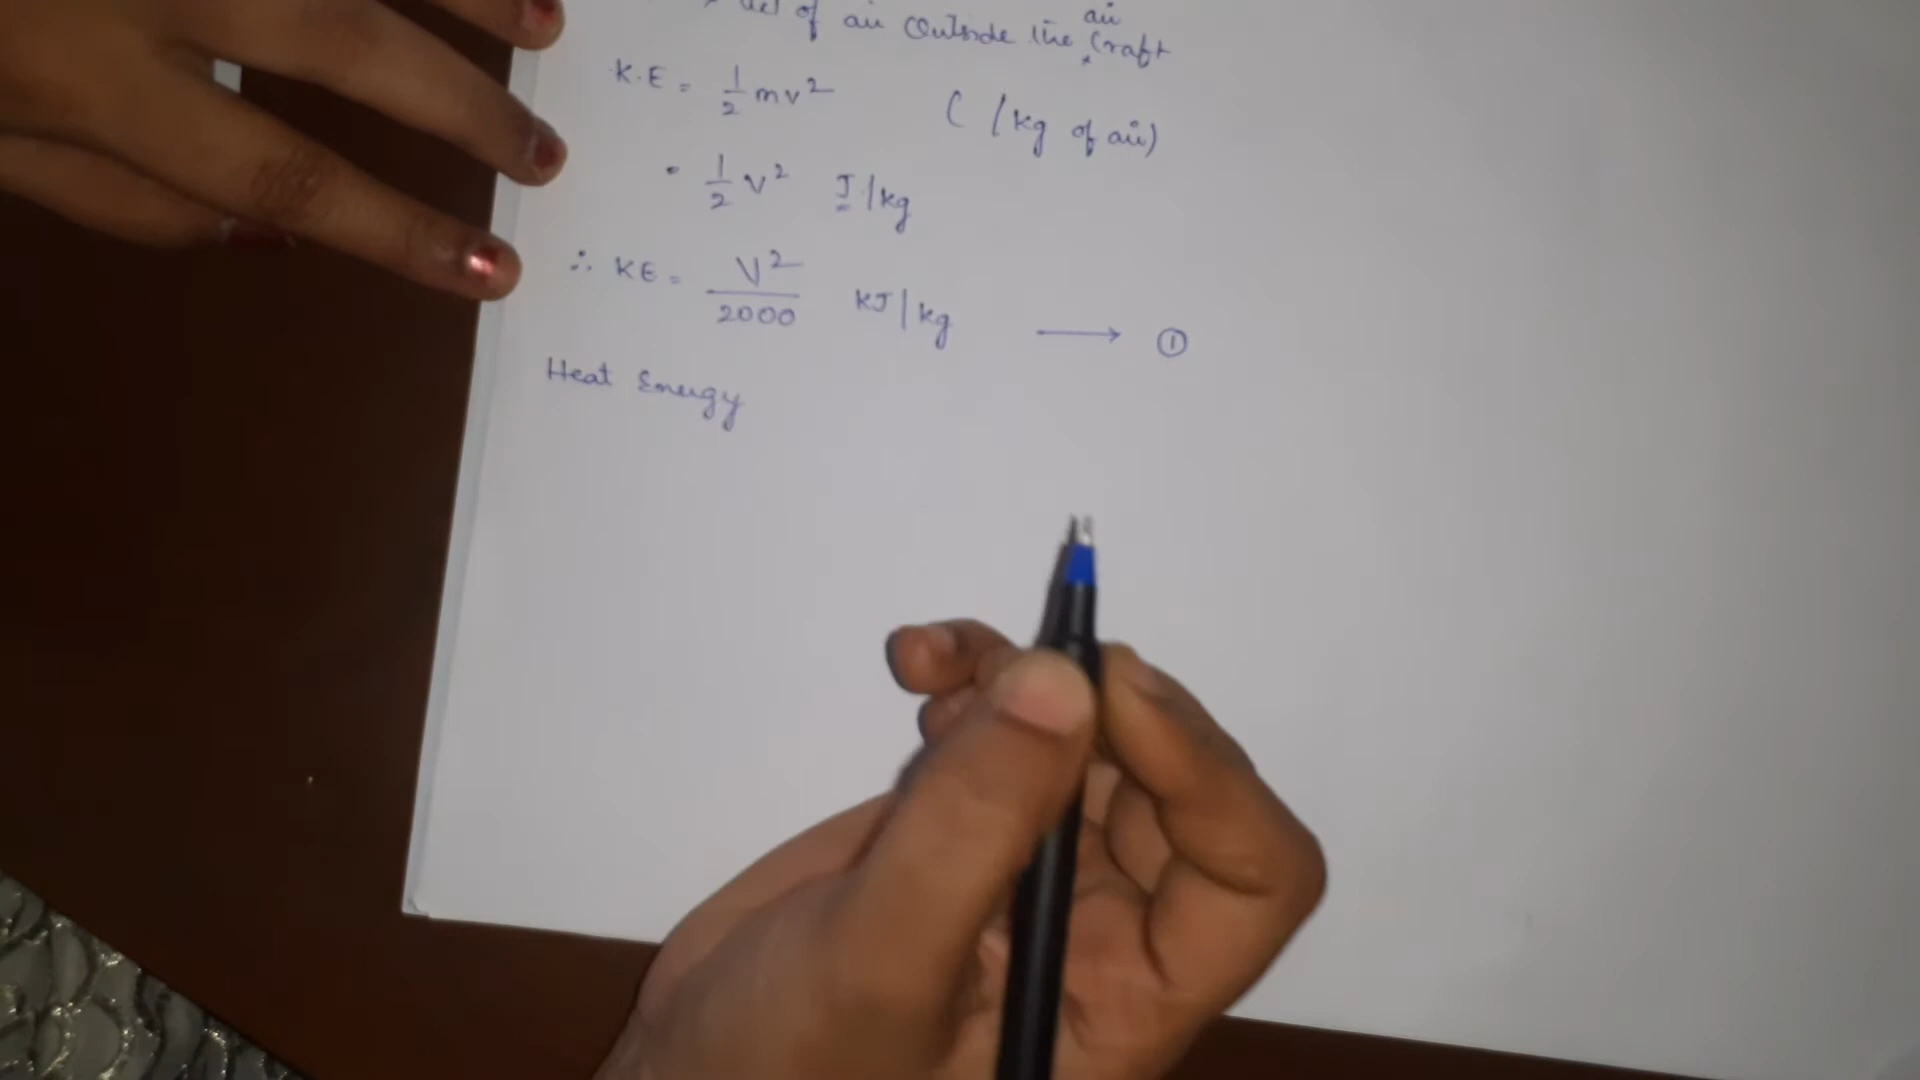 of air outside the air craft
K.E = 1/2 mv² ( /kg of air)
= 1/2 V² J/kg
∴ KE = V²/2000 kJ/kg ⟶ ①
Heat Energy